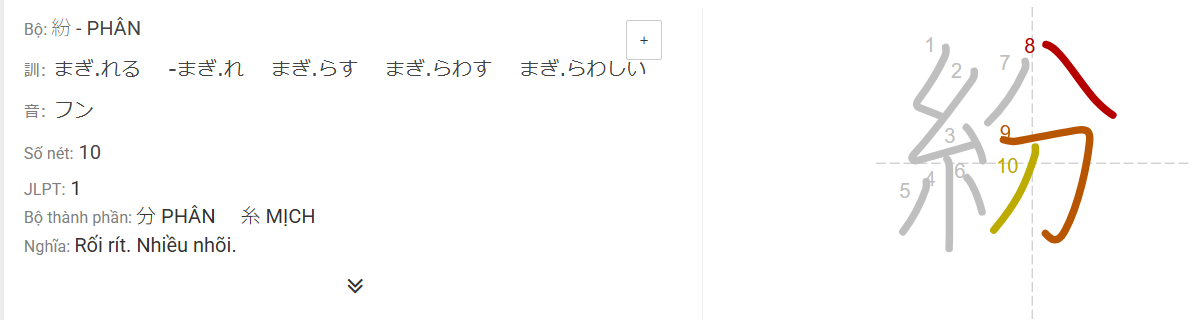 Bộ: 紛 - PHÂN
+
訓: まぎ.れる -まぎ.れ まぎ.らす まぎ.らわす まぎ.らわしい
音: フン
Số nét: 10
JLPT: 1
Bộ thành phần: 分 PHÂN 糸 MỊCH
Nghĩa: Rối rít. Nhiều nhõi.
紛
1
2
3
4
5
6
7
8
9
10